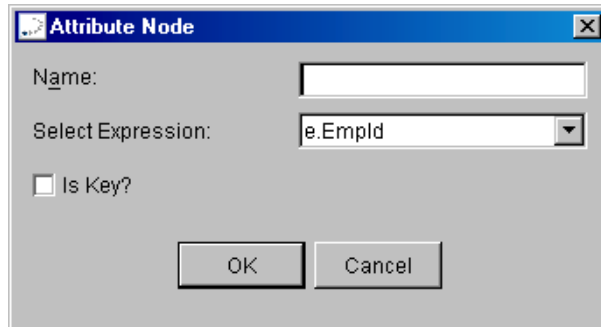 Attribute Node
Name:
Select Expression: e.EmpId
Is Key?
OK Cancel